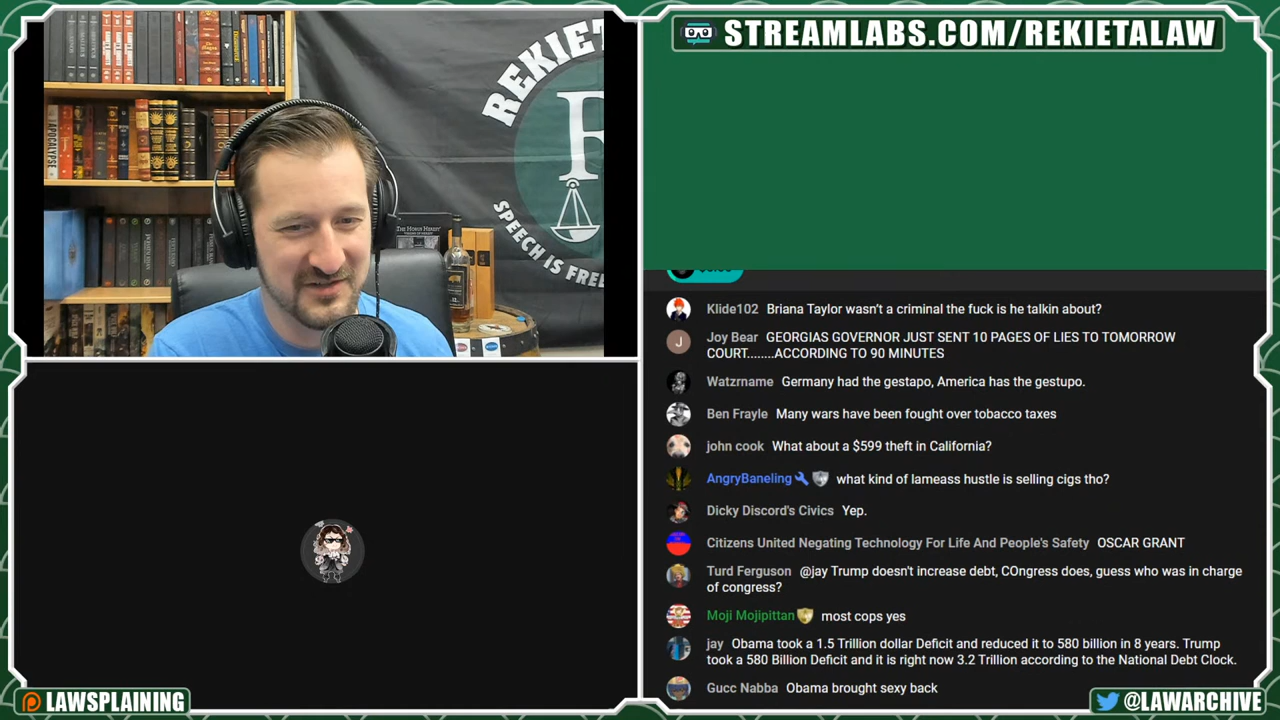 STREAMLABS.COM/REKIETALAW
REKIET
R
SPEECH IS FREE
APOCALYPSE
THE HORUS HERESY
Klide102 Briana Taylor wasn't a criminal the fuck is he talkin about?
J
Joy Bear GEORGIAS GOVERNOR JUST SENT 10 PAGES OF LIES TO TOMORROW
COURT........ACCORDING TO 90 MINUTES
Watzrname Germany had the gestapo, America has the gestupo.
Ben Frayle Many wars have been fought over tobacco taxes
john cook What about a $599 theft in California?
AngryBaneling what kind of lameass hustle is selling cigs tho?
Dicky Discord's Civics Yep.
Citizens United Negating Technology For Life And People's Safety OSCAR GRANT
Turd Ferguson @jay Trump doesn't increase debt, COngress does, guess who was in charge
of congress?
Moji Mojipittan most cops yes
jay Obama took a 1.5 Trillion dollar Deficit and reduced it to 580 billion in 8 years. Trump
took a 580 Billion Deficit and it is right now 3.2 Trillion according to the National Debt Clock.
Gucc Nabba Obama brought sexy back
LAWSPLAINING
@LAWARCHIVE